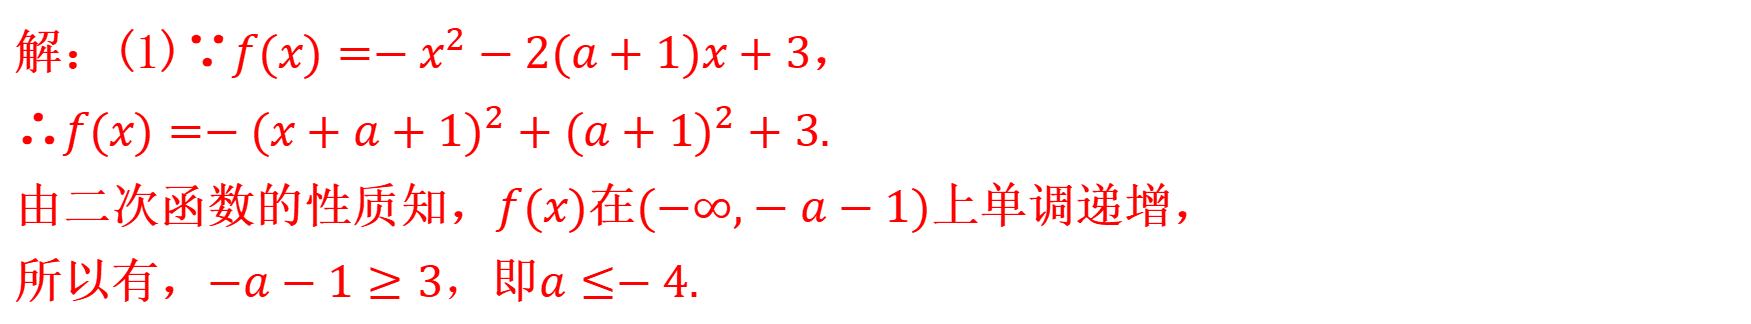 解：(1)∵f(x) =− x² − 2(a + 1)x + 3，
∴f(x) =− (x + a + 1)² + (a + 1)² + 3.
由二次函数的性质知，f(x)在(−∞, − a − 1)上单调递增，
所以有，−a − 1 ≥ 3，即a ≤− 4.